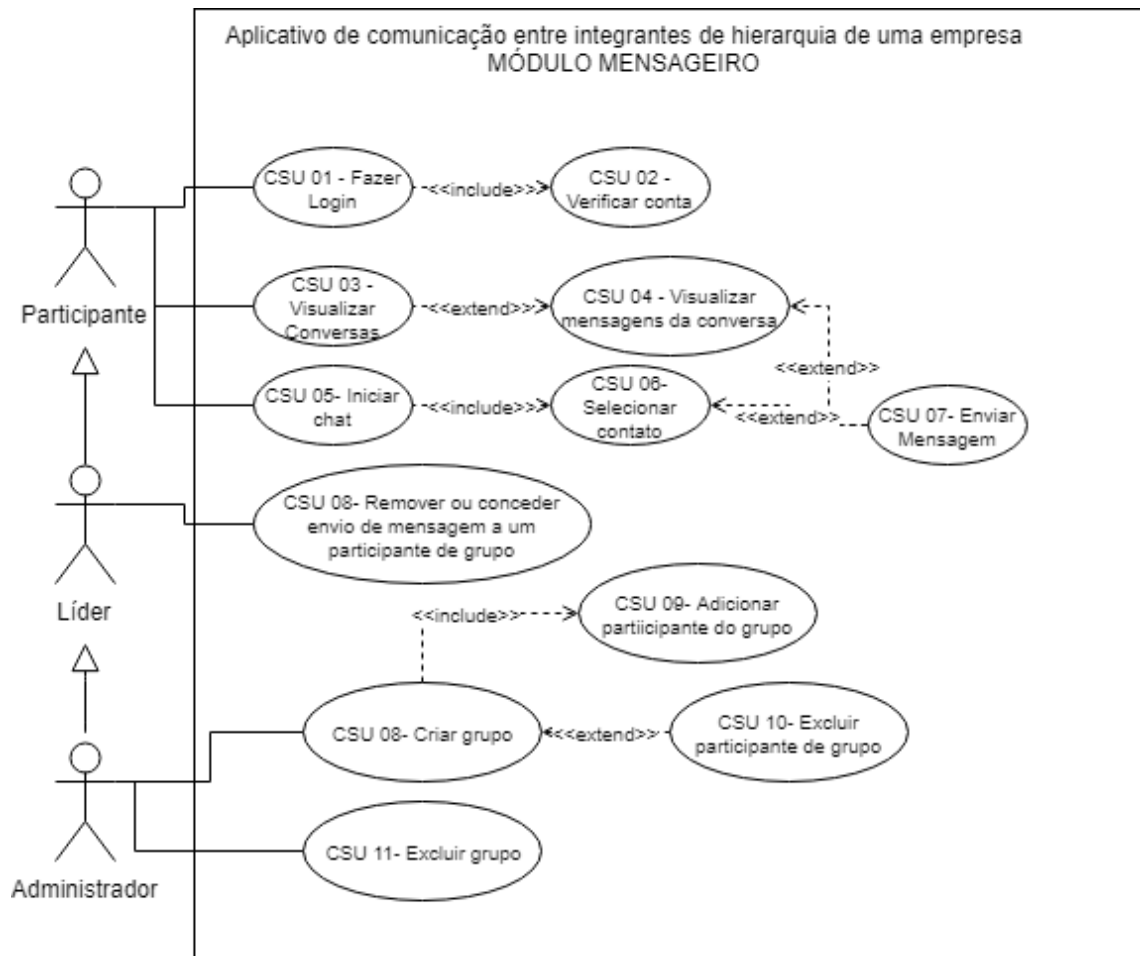 Aplicativo de comunicação entre integrantes de hierarquia de uma empresa
MÓDULO MENSAGEIRO
CSU 01 - Fazer
Login
<<include>>
CSU 02 -
Verificar conta
Participante
CSU 03 -
Visualizar
Conversas
<<extend>>
CSU 04 - Visualizar
mensagens da conversa
<<extend>>
CSU 05- Iniciar
chat
<<include>>
CSU 06-
Selecionar
contato
<<extend>>
CSU 07- Enviar
Mensagem
CSU 08- Remover ou conceder
envio de mensagem a um
participante de grupo
Líder
<<include>>
CSU 09- Adicionar
partiicipante do grupo
CSU 08- Criar grupo
<<extend>>
CSU 10- Excluir
participante de grupo
CSU 11- Excluir grupo
Administrador